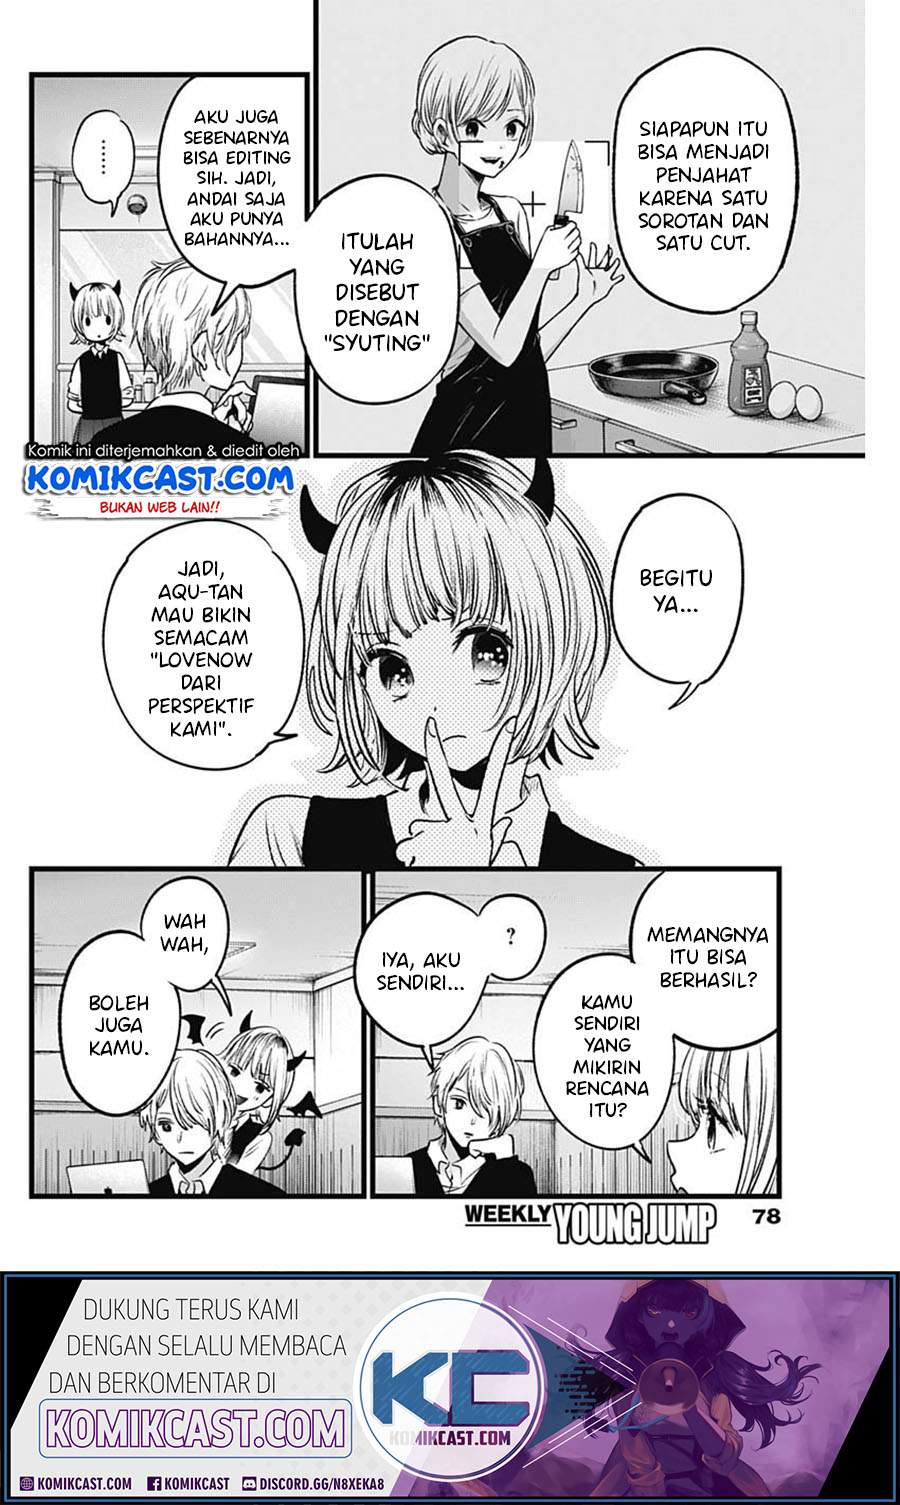 SIAPAPUN ITU
BISA MENJADI
PENJAHAT
KARENA SATU
SOROTAN DAN
SATU CUT.
ITULAH
YANG
DISEBUT
DENGAN
"SYUTING"
AKU JUGA
SEBENARNYA
BISA EDITING
SIH. JADI,
ANDAI SAJA
AKU PUNYA
BAHANNYA...
......
Komik ini diterjemahkan & diedit oleh
KOMIKCAST.COM
BUKAN WEB LAIN!!
BEGITU
YA...
JADI,
AQU-TAN
MAU BIKIN
SEMACAM
"LOVENOW
DARI
PERSPEKTIF
KAMI".
MEMANGNYA
ITU BISA
BERHASIL?
KAMU
SENDIRI
YANG
MIKIRIN
RENCANA
ITU?
?
IYA, AKU
SENDIRI...
WAH
WAH,
BOLEH
JUGA
KAMU.
WEEKLY YOUNG JUMP 78
DUKUNG TERUS KAMI
DENGAN SELALU MEMBACA
DAN BERKOMENTAR DI
KOMIKCAST.COM
KOMIKCAST.COM KOMIKCAST DISCORD.GG/N8XEKA8
KC
KOMIKCAST.COM